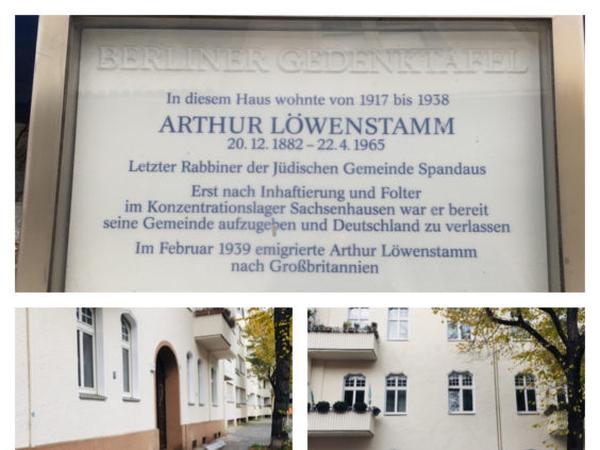 BERLINER GEDENKTAFEL
In diesem Haus wohnte von 1917 bis 1938
ARTHUR LÖWENSTAMM
20. 12. 1882 – 22. 4. 1965
Letzter Rabbiner der Jüdischen Gemeinde Spandaus
Erst nach Inhaftierung und Folter
im Konzentrationslager Sachsenhausen war er bereit
seine Gemeinde aufzugeben und Deutschland zu verlassen
Im Februar 1939 emigrierte Arthur Löwenstamm
nach Großbritannien